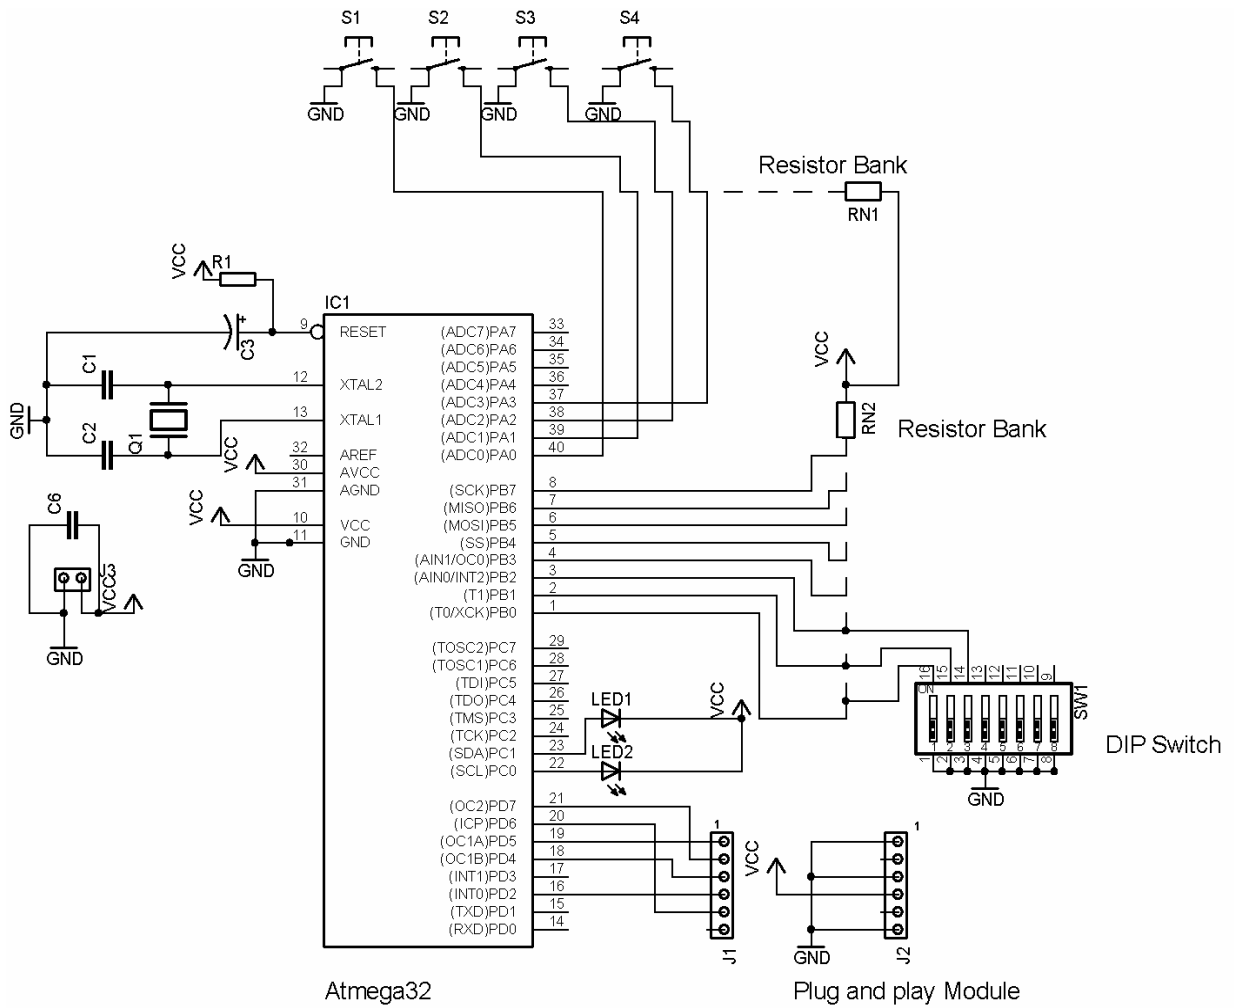 S1 S2 S3 S4
GND GND GND GND
Resistor Bank
RN1
VCC R1
IC1
9 RESET (ADC7)PA7 33
C3 +
(ADC6)PA6 34
(ADC5)PA5 35
C1 12 XTAL2 (ADC4)PA4 36
(ADC3)PA3 37
VCC
GND 13 XTAL1 (ADC2)PA2 38
C2 Q1
(ADC1)PA1 39
RN2 Resistor Bank
VCC 32 AREF (ADC0)PA0 40
30 AVCC
31 AGND (SCK)PB7 8
C6 VCC
(MISO)PB6 7
10 VCC (MOSI)PB5 6
11 GND (SS)PB4 5
GND
(AIN1/OC0)PB3 4
J3 VCC
(AIN0/INT2)PB2 3
(T1)PB1 2
(T0/XCK)PB0 1
GND
(TOSC2)PC7 29
(TOSC1)PC6 28
(TDI)PC5 27
(TDO)PC4 26
(TMS)PC3 25
(TCK)PC2 24
(SDA)PC1 23
(SCL)PC0 22
LED1 VCC
LED2
16 15 14 13 12 11 10 9
ON
SW1
1 2 3 4 5 6 7 8
DIP Switch
1 2 3 4 5 6 7 8
GND
(OC2)PD7 21
(ICP)PD6 20
(OC1A)PD5 19
(OC1B)PD4 18
(INT1)PD3 17
(INT0)PD2 16
(TXD)PD1 15
(RXD)PD0 14
1 1
VCC
J1 GND J2
Atmega32 Plug and play Module